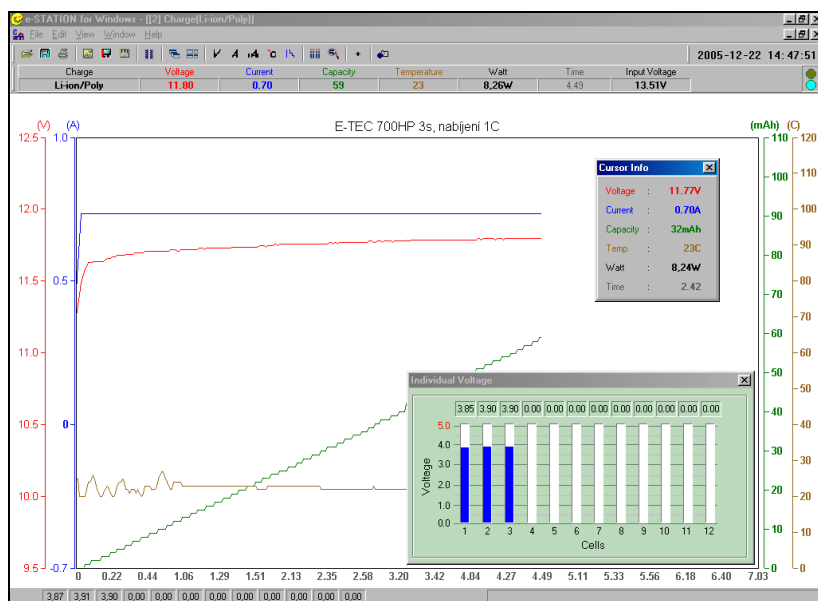 e-STATION for Windows - [[2] Charge(Li-ion/Poly)]
File Edit View Window Help
2005-12-22 14:47:51
Charge Voltage Current Capacity Temperature Watt Time Input Voltage
Li-ion/Poly 11.80 0.70 59 23 8,26W 4.49 13.51V
E-TEC 700HP 3s, nabíjení 1C
(V) (A) (mAh) (C)
12.5 1.0 110 120
110
100
12.0 90
80
0.5
11.5 80
70
70
11.0 60
60
50
50
10.5 0 40
40
30
30
10.0 20
20
10
10
9.5 -0.7 0 0
0 0.22 0.44 1.06 1.29 1.51 2.13 2.35 2.58 3.20 3.42 4.04 4.27 4.49 5.11 5.33 5.56 6.18 6.40 7.03
Cursor Info
Voltage : 11.77V
Current : 0.70A
Capacity : 32mAh
Temp : 23C
Watt : 8,24W
Time : 2.42
Individual Voltage
3.85 3.90 3.90 0.00 0.00 0.00 0.00 0.00 0.00 0.00 0.00
5.0
4.0
3.0
2.0
1.0
0.0
Voltage
1 2 3 4 5 6 7 8 9 10 11 12
Cells
3,87 3,91 3,90 0,00 0,00 0,00 0,00 0,00 0,00 0,00 0,00